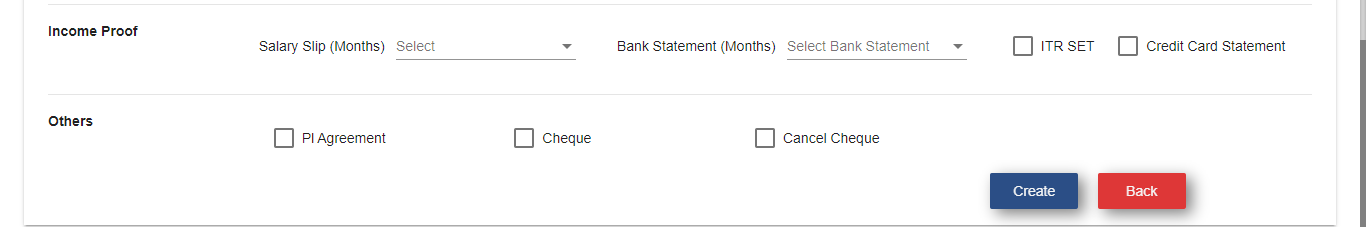 Income Proof
Salary Slip (Months) Select Bank Statement (Months) Select Bank Statement ITR SET Credit Card Statement
Others
PI Agreement Cheque Cancel Cheque
Create Back